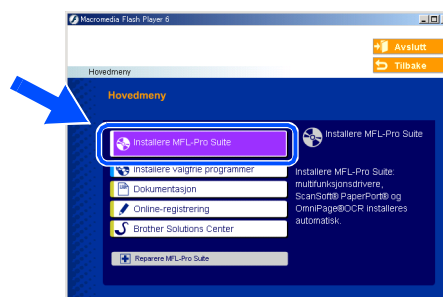 Macromedia Flash Player 6
Avslutt
Tilbake
Hovedmeny
Hovedmeny
Installere MFL-Pro Suite
Installere valgfrie programmer
Dokumentasjon
Online-registrering
Brother Solutions Center
Reparere MFL-Pro Suite
Installere MFL-Pro Suite
Installere MFL-Pro Suite:
multifunksjonsdrivere,
ScanSoft® PaperPort® og
OmniPage®OCR installeres
automatisk.